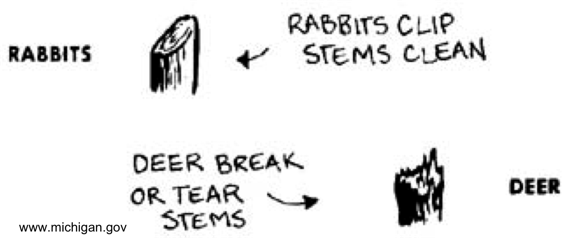 RABBITS
RABBITS CLIP
STEMS CLEAN
DEER BREAK
OR TEAR
STEMS
DEER
www.michigan.gov